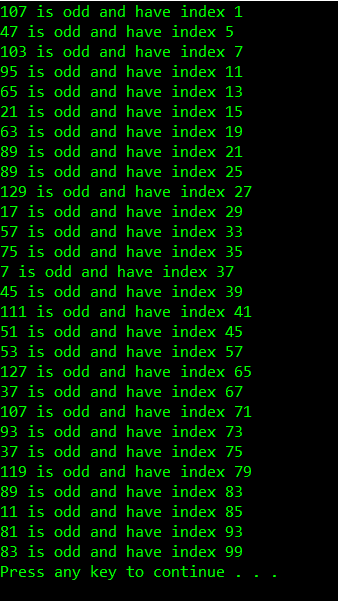 107 is odd and have index 1
47 is odd and have index 5
103 is odd and have index 7
95 is odd and have index 11
65 is odd and have index 13
21 is odd and have index 15
63 is odd and have index 19
89 is odd and have index 21
89 is odd and have index 25
129 is odd and have index 27
17 is odd and have index 29
57 is odd and have index 33
75 is odd and have index 35
7 is odd and have index 37
45 is odd and have index 39
111 is odd and have index 41
51 is odd and have index 45
53 is odd and have index 57
127 is odd and have index 65
37 is odd and have index 67
107 is odd and have index 71
93 is odd and have index 73
37 is odd and have index 75
119 is odd and have index 79
89 is odd and have index 83
11 is odd and have index 85
81 is odd and have index 93
83 is odd and have index 99
Press any key to continue . . .